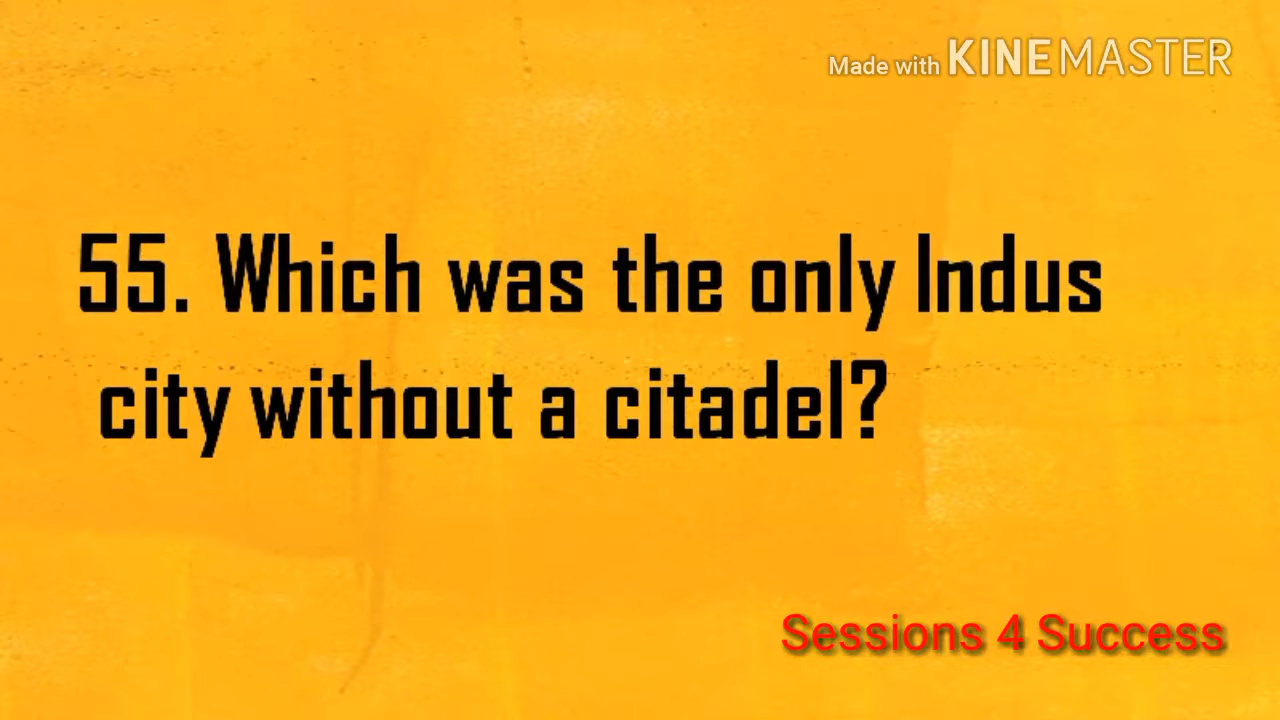 Made with KINEMASTER
55. Which was the only Indus
city without a citadel?
Sessions 4 Success